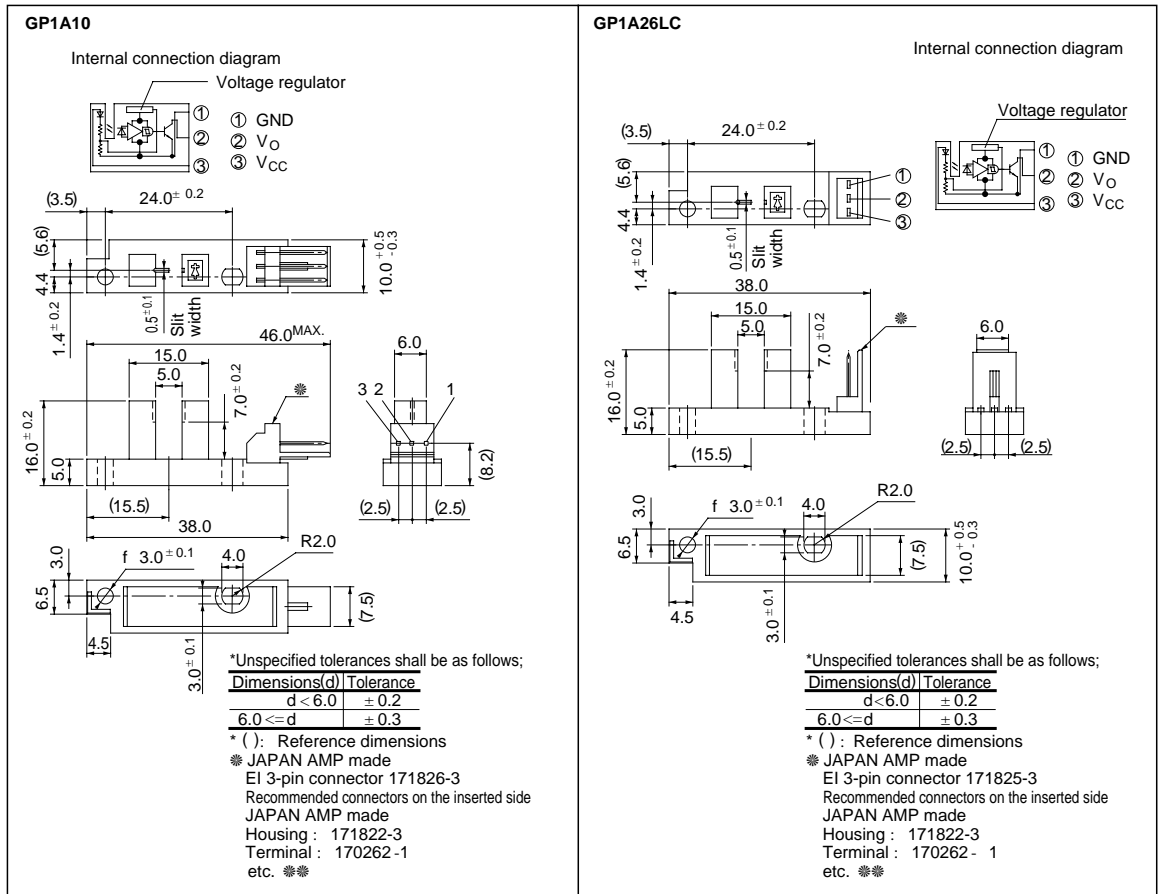 GP1A10
Internal connection diagram
Voltage regulator
① ① GND
② ② VO
③ ③ VCC
(3.5) 24.0± 0.2
(5.6)
4.4
1.4± 0.2
0.5±0.1
Slit
width
10.0 +0.5 -0.3
46.0MAX.
15.0
5.0
7.0± 0.2
※
16.0± 0.2
5.0
(15.5)
38.0
6.0
3 2 1
(8.2)
(2.5) (2.5)
3.0
6.5
f 3.0±0.1
4.0
R2.0
4.5
3.0± 0.1
(7.5)
*Unspecified tolerances shall be as follows;
Dimensions(d) Tolerance
d<6.0 ± 0.2
6.0<=d ± 0.3
* ( ): Reference dimensions
※ JAPAN AMP made
EI 3-pin connector 171826-3
Recommended connectors on the inserted side
JAPAN AMP made
Housing : 171822-3
Terminal : 170262-1
etc. ※※
GP1A26LC
Internal connection diagram
Voltage regulator
① ① GND
② ② VO
③ ③ VCC
(3.5) 24.0± 0.2
(5.6)
4.4
1.4± 0.2
0.5±0.1
Slit
width
①
②
③
38.0
15.0
5.0
7.0± 0.2
※
16.0± 0.2
5.0
(15.5)
6.0
(2.5) (2.5)
3.0
6.5
f 3.0±0.1
4.0
R2.0
4.5
3.0±0.1
(7.5)
10.0 +0.5 -0.3
*Unspecified tolerances shall be as follows;
Dimensions(d) Tolerance
d<6.0 ± 0.2
6.0<=d ± 0.3
* ( ) : Reference dimensions
※ JAPAN AMP made
EI 3-pin connector 171825-3
Recommended connectors on the inserted side
JAPAN AMP made
Housing : 171822-3
Terminal : 170262- 1
etc. ※※